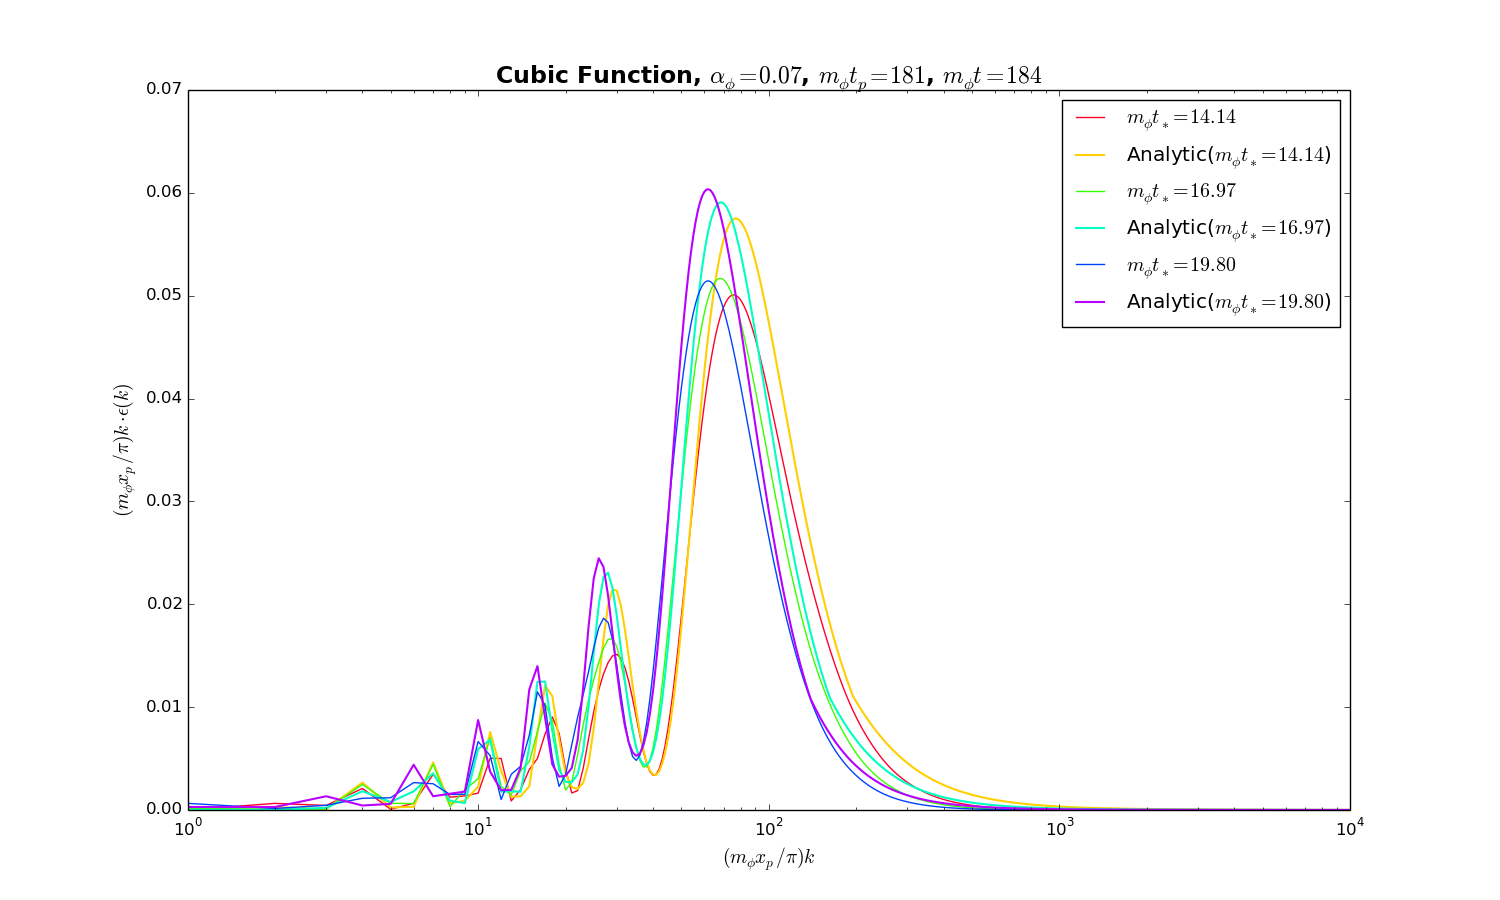 Cubic Function, α_ϕ=0.07, m_ϕt_p=181, m_ϕt=184
0.07
0.06
0.05
0.04
0.03
0.02
0.01
0.00
(m_ϕx_p/π)k·ϵ(k)
m_ϕt_*=14.14
Analytic(m_ϕt_*=14.14)
m_ϕt_*=16.97
Analytic(m_ϕt_*=16.97)
m_ϕt_*=19.80
Analytic(m_ϕt_*=19.80)
10^0 10^1 10^2 10^3 10^4
(m_ϕx_p/π)k